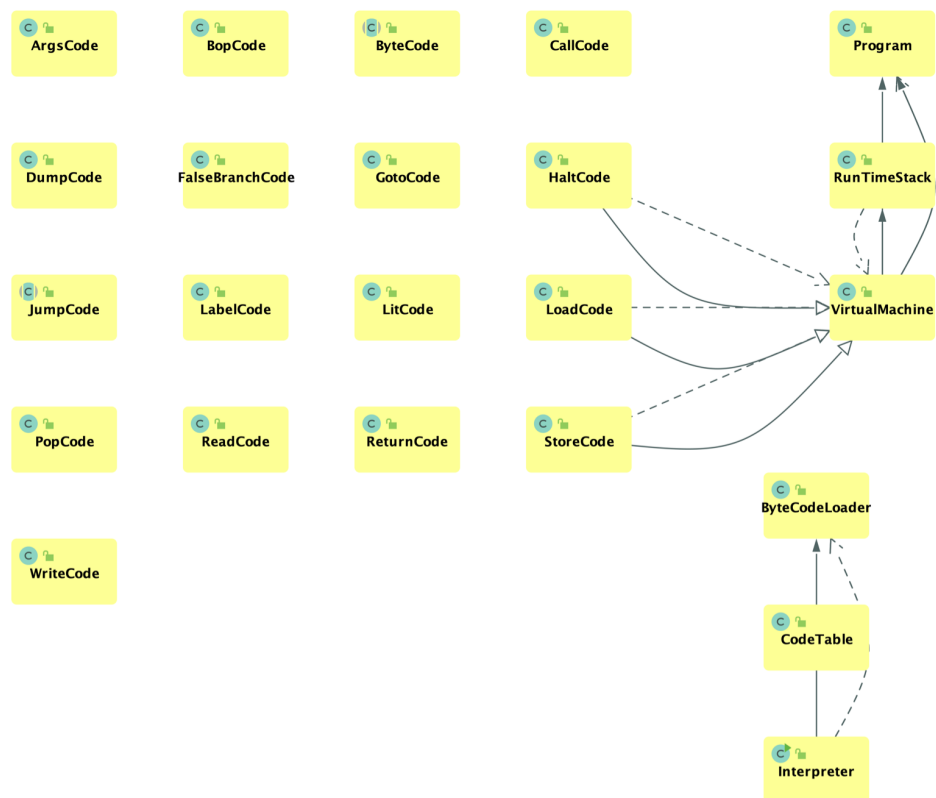 ArgsCode
BopCode
ByteCode
CallCode
Program
DumpCode
FalseBranchCode
GotoCode
HaltCode
RunTimeStack
JumpCode
LabelCode
LitCode
LoadCode
VirtualMachine
PopCode
ReadCode
ReturnCode
StoreCode
ByteCodeLoader
WriteCode
CodeTable
Interpreter